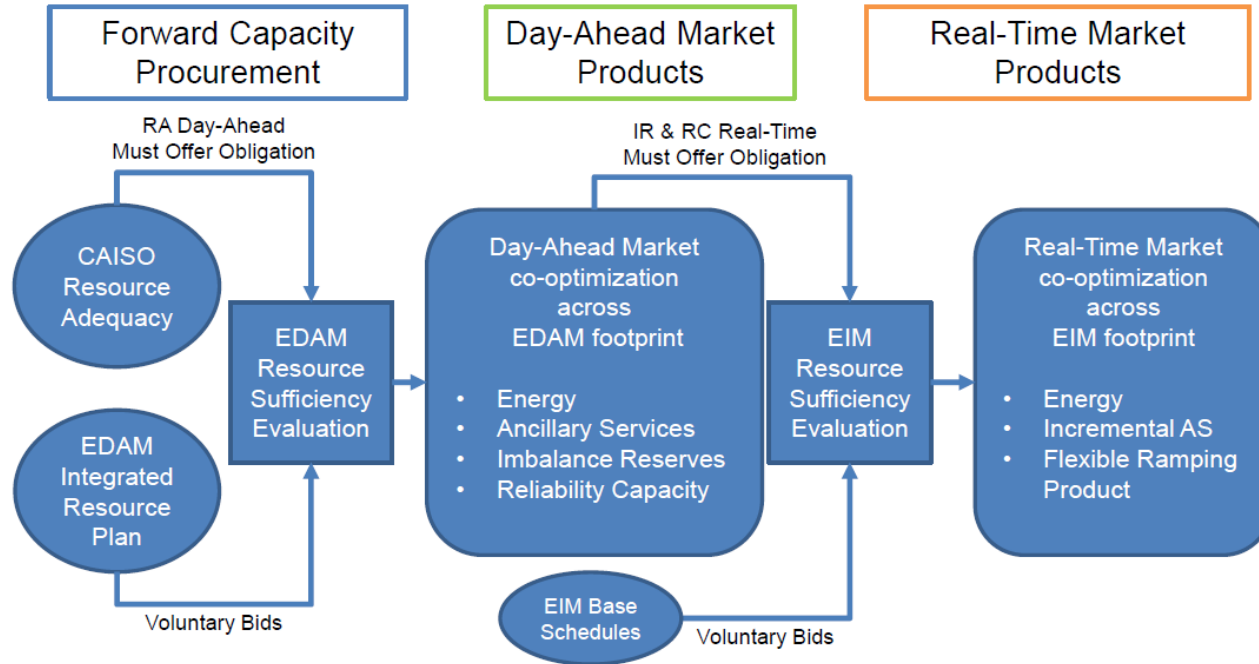 Forward Capacity
Procurement
Day-Ahead Market
Products
Real-Time Market
Products
RA Day-Ahead
Must Offer Obligation
IR & RC Real-Time
Must Offer Obligation
CAISO
Resource
Adequacy
EDAM
Integrated
Resource
Plan
EDAM
Resource
Sufficiency
Evaluation
Voluntary Bids
Day-Ahead Market
co-optimization
across
EDAM footprint
• Energy
• Ancillary Services
• Imbalance Reserves
• Reliability Capacity
EIM
Resource
Sufficiency
Evaluation
EIM Base
Schedules
Voluntary Bids
Real-Time Market
co-optimization
across
EIM footprint
• Energy
• Incremental AS
• Flexible Ramping
Product